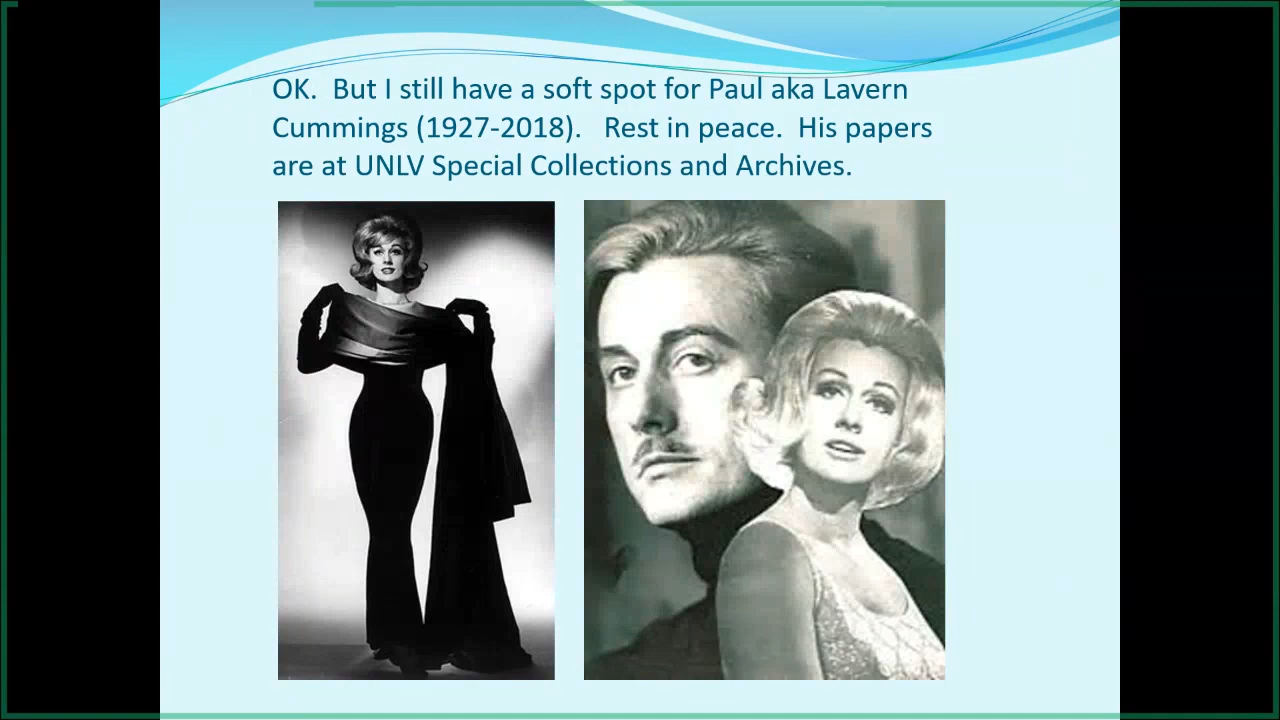 OK.  But I still have a soft spot for Paul aka Lavern
Cummings (1927-2018).   Rest in peace.  His papers
are at UNLV Special Collections and Archives.